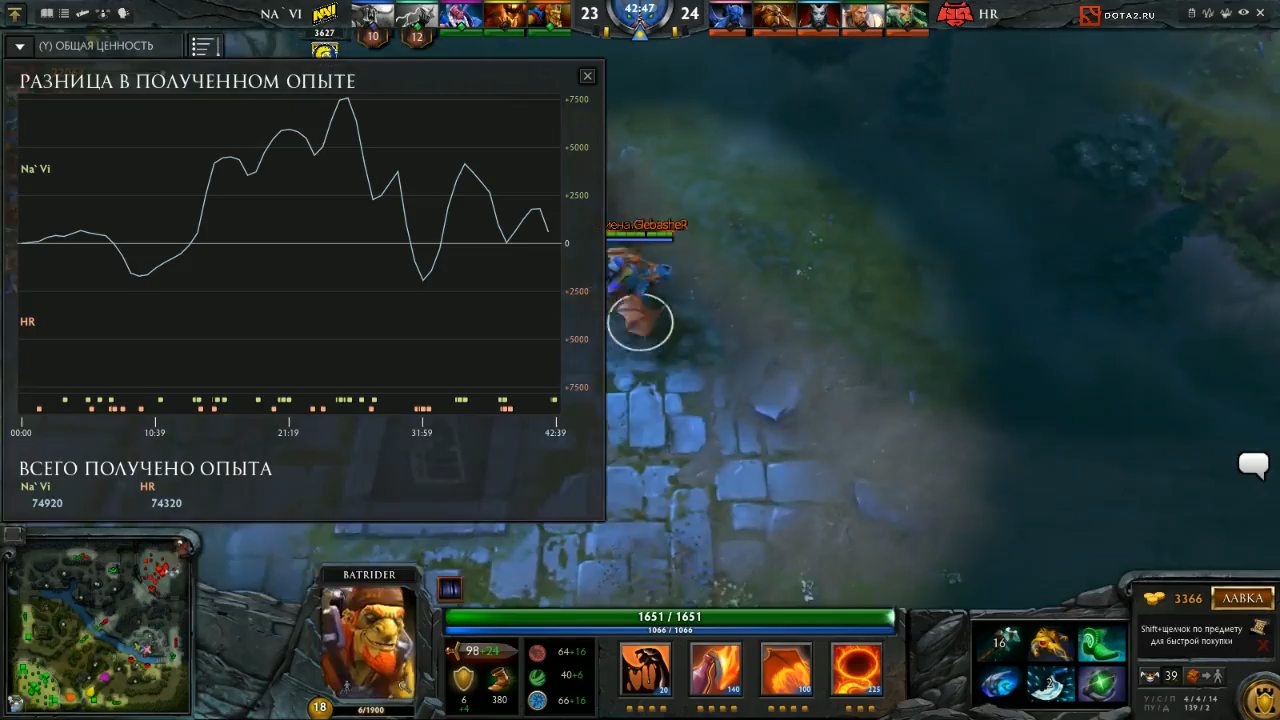 NA`VI
23
42:47
24
HR
DOTA2.RU
3627
10
12
(Y) ОБЩАЯ ЦЕННОСТЬ
РАЗНИЦА В ПОЛУЧЕННОМ ОПЫТЕ
+7500
+5000
Na`Vi
+2500
0
+2500
HR
+5000
+7500
00:00 10:39 21:19 31:59 42:39
ВСЕГО ПОЛУЧЕНО ОПЫТА
Na`Vi HR
74920 74320
GlebasheR
BATRIDER
18
6/1900
1651 / 1651
1066 / 1066
98+24
6
+4
380
64+16
40+6
66+16
20
140
100
225
16
3366
ЛАВКА
Shift+щелчок по предмету
для быстрой покупки
39
У / С / П 4/4/14
ПУ / Д 139 / 2